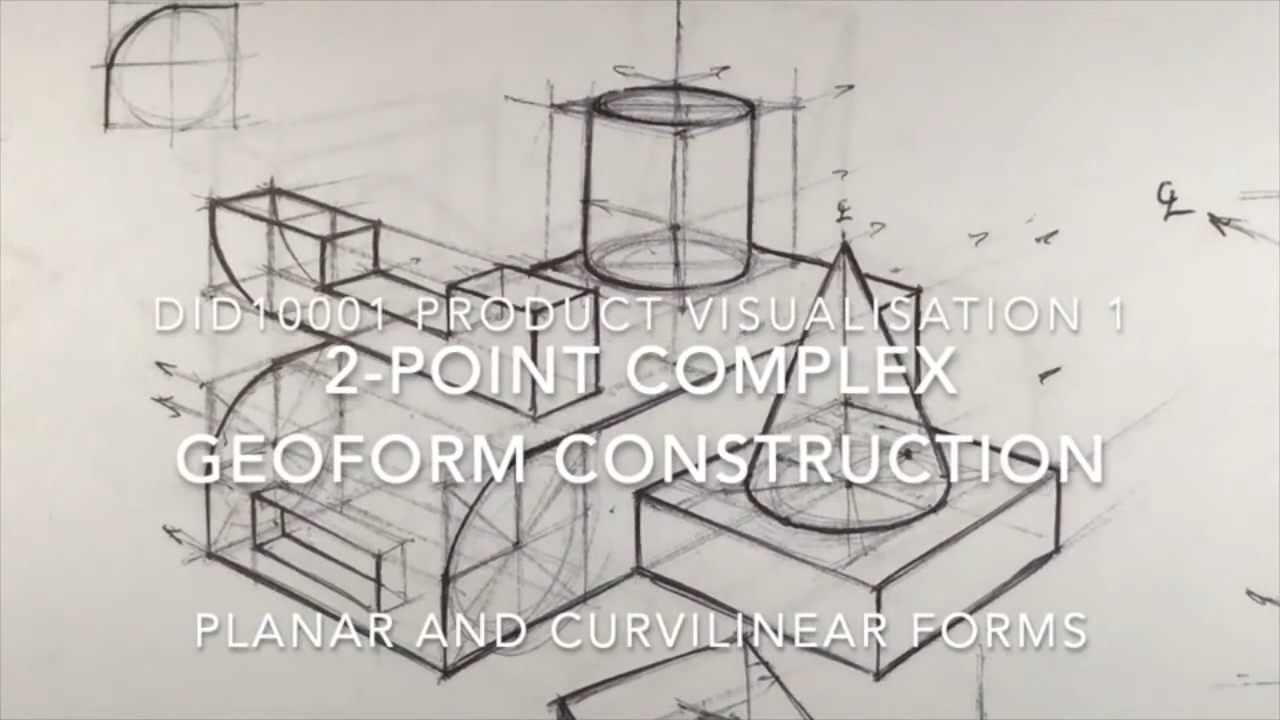 DID10001 PRODUCT VISUALISATION 1
2-POINT COMPLEX
GEOFORM CONSTRUCTION
PLANAR AND CURVILINEAR FORMS